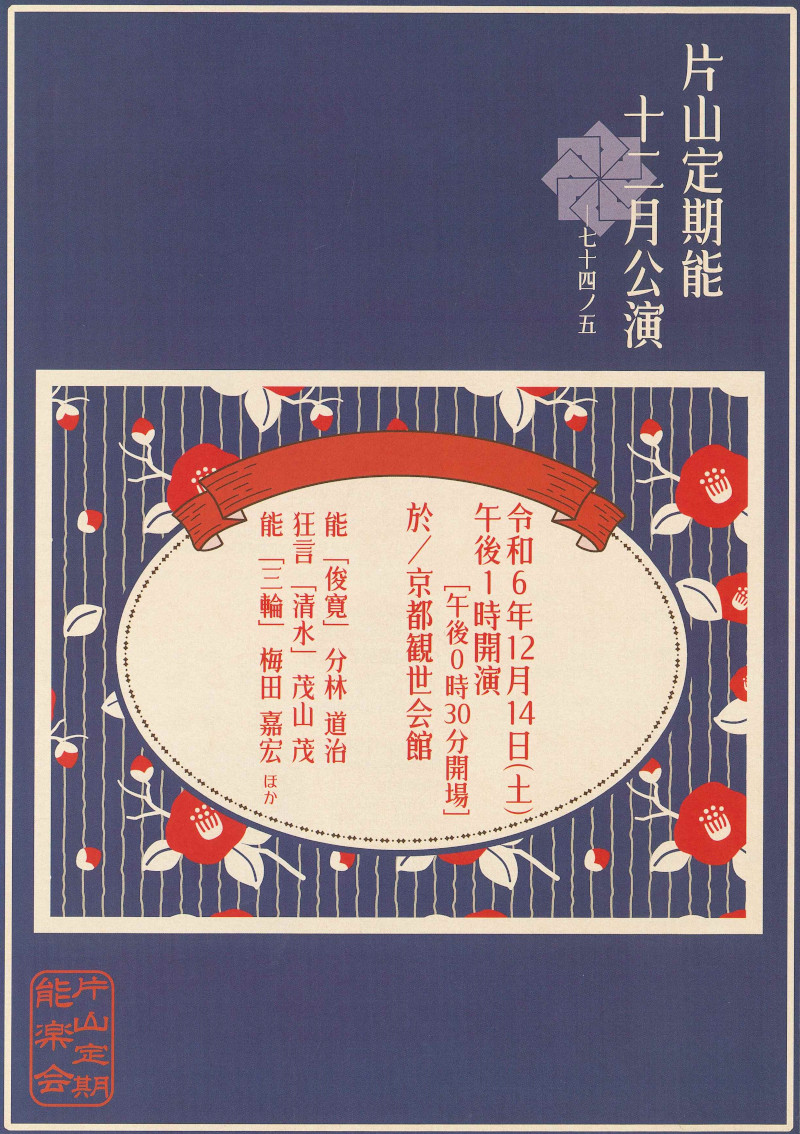 片山定期能
十二月公演
—七十四ノ五
令和6年12月14日(土)
午後1時開演
[午後0時30分開場]
於／京都観世会館
能「俊寛」分林 道治
狂言「清水」茂山 茂
能「三輪」梅田 嘉宏 ほか
片山定期
能楽会